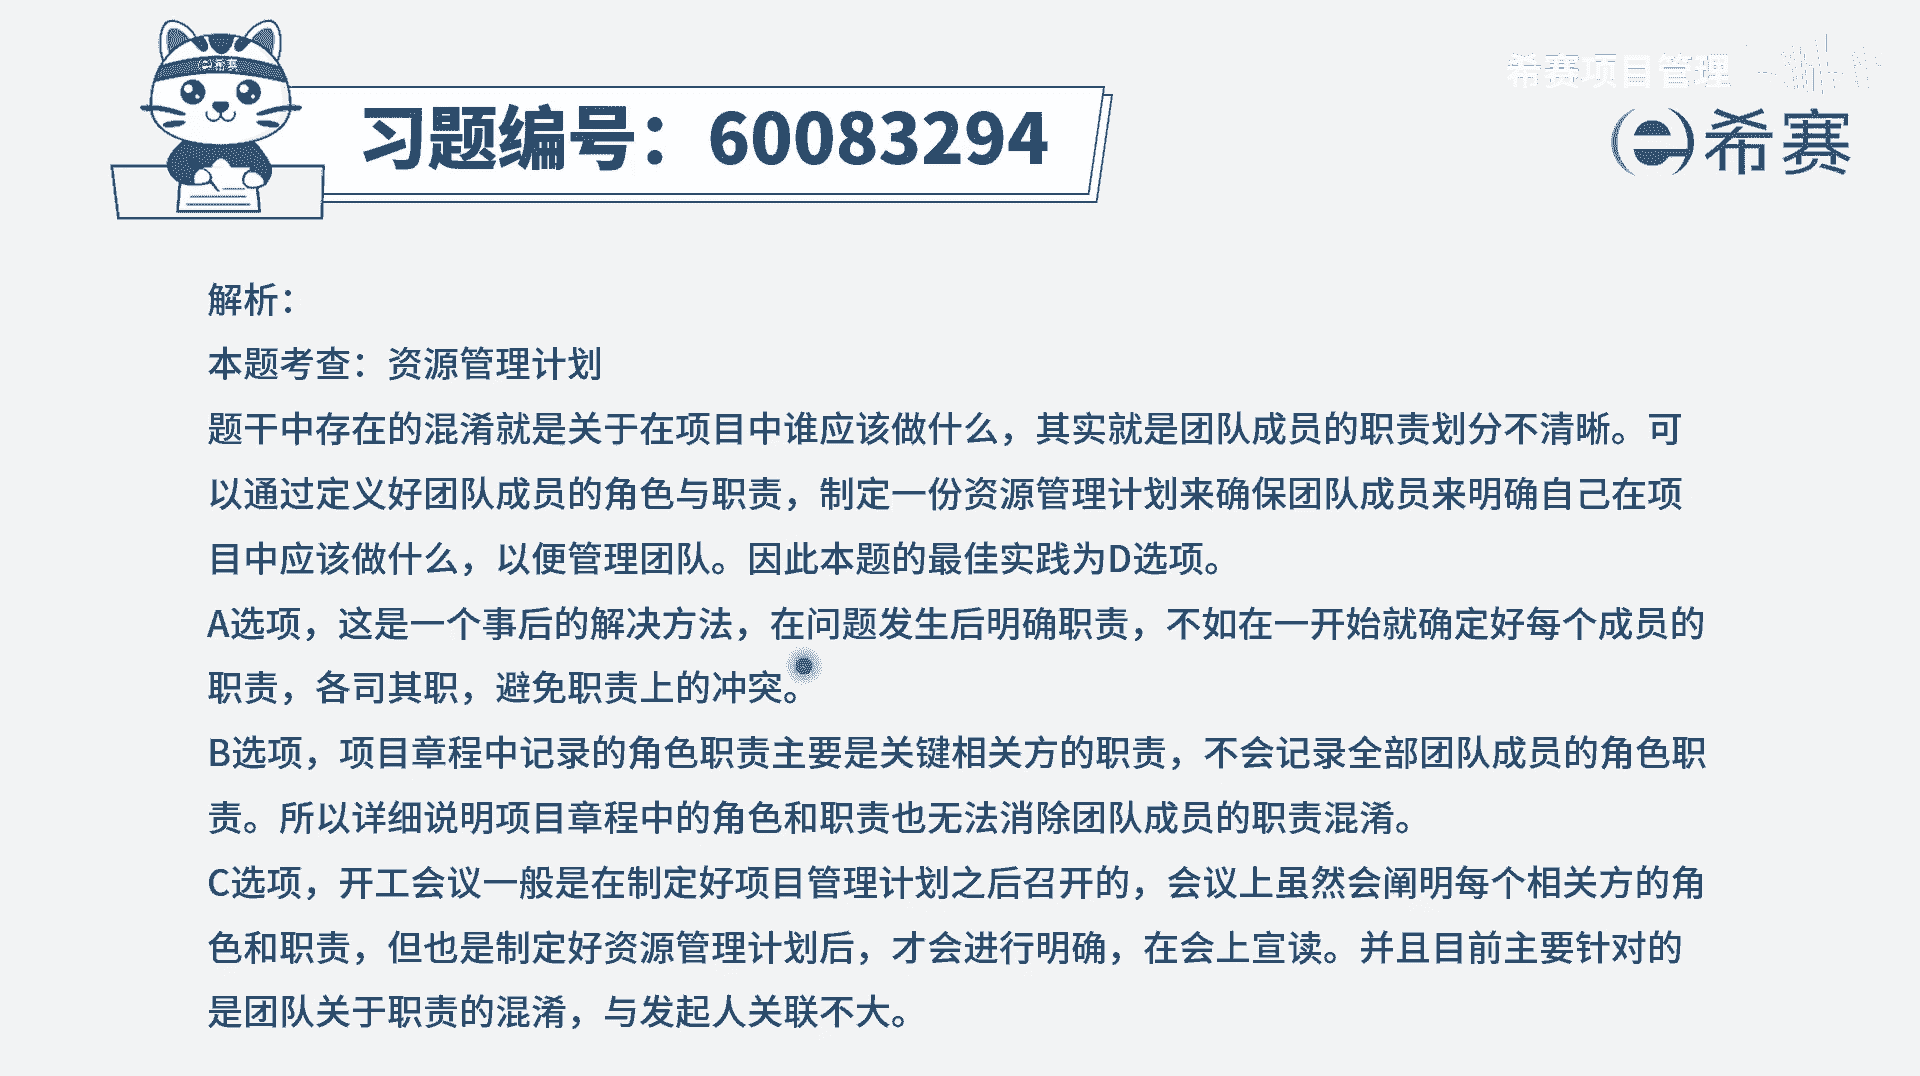 希赛项目管理
e希赛
习题编号：60083294
e希赛
解析：
本题考查：资源管理计划
题干中存在的混淆就是关于在项目中谁应该做什么，其实就是团队成员的职责划分不清晰。可
以通过定义好团队成员的角色与职责，制定一份资源管理计划来确保团队成员来明确自己在项
目中应该做什么，以便管理团队。因此本题的最佳实践为D选项。
A选项，这是一个事后的解决方法，在问题发生后明确职责，不如在一开始就确定好每个成员的
职责，各司其职，避免职责上的冲突。
B选项，项目章程中记录的角色职责主要是关键相关方的职责，不会记录全部团队成员的角色职
责。所以详细说明项目章程中的角色和职责也无法消除团队成员的职责混淆。
C选项，开工会议一般是在制定好项目管理计划之后召开的，会议上虽然会阐明每个相关方的角
色和职责，但也是制定好资源管理计划后，才会进行明确，在会上宣读。并且目前主要针对的
是团队关于职责的混淆，与发起人关联不大。